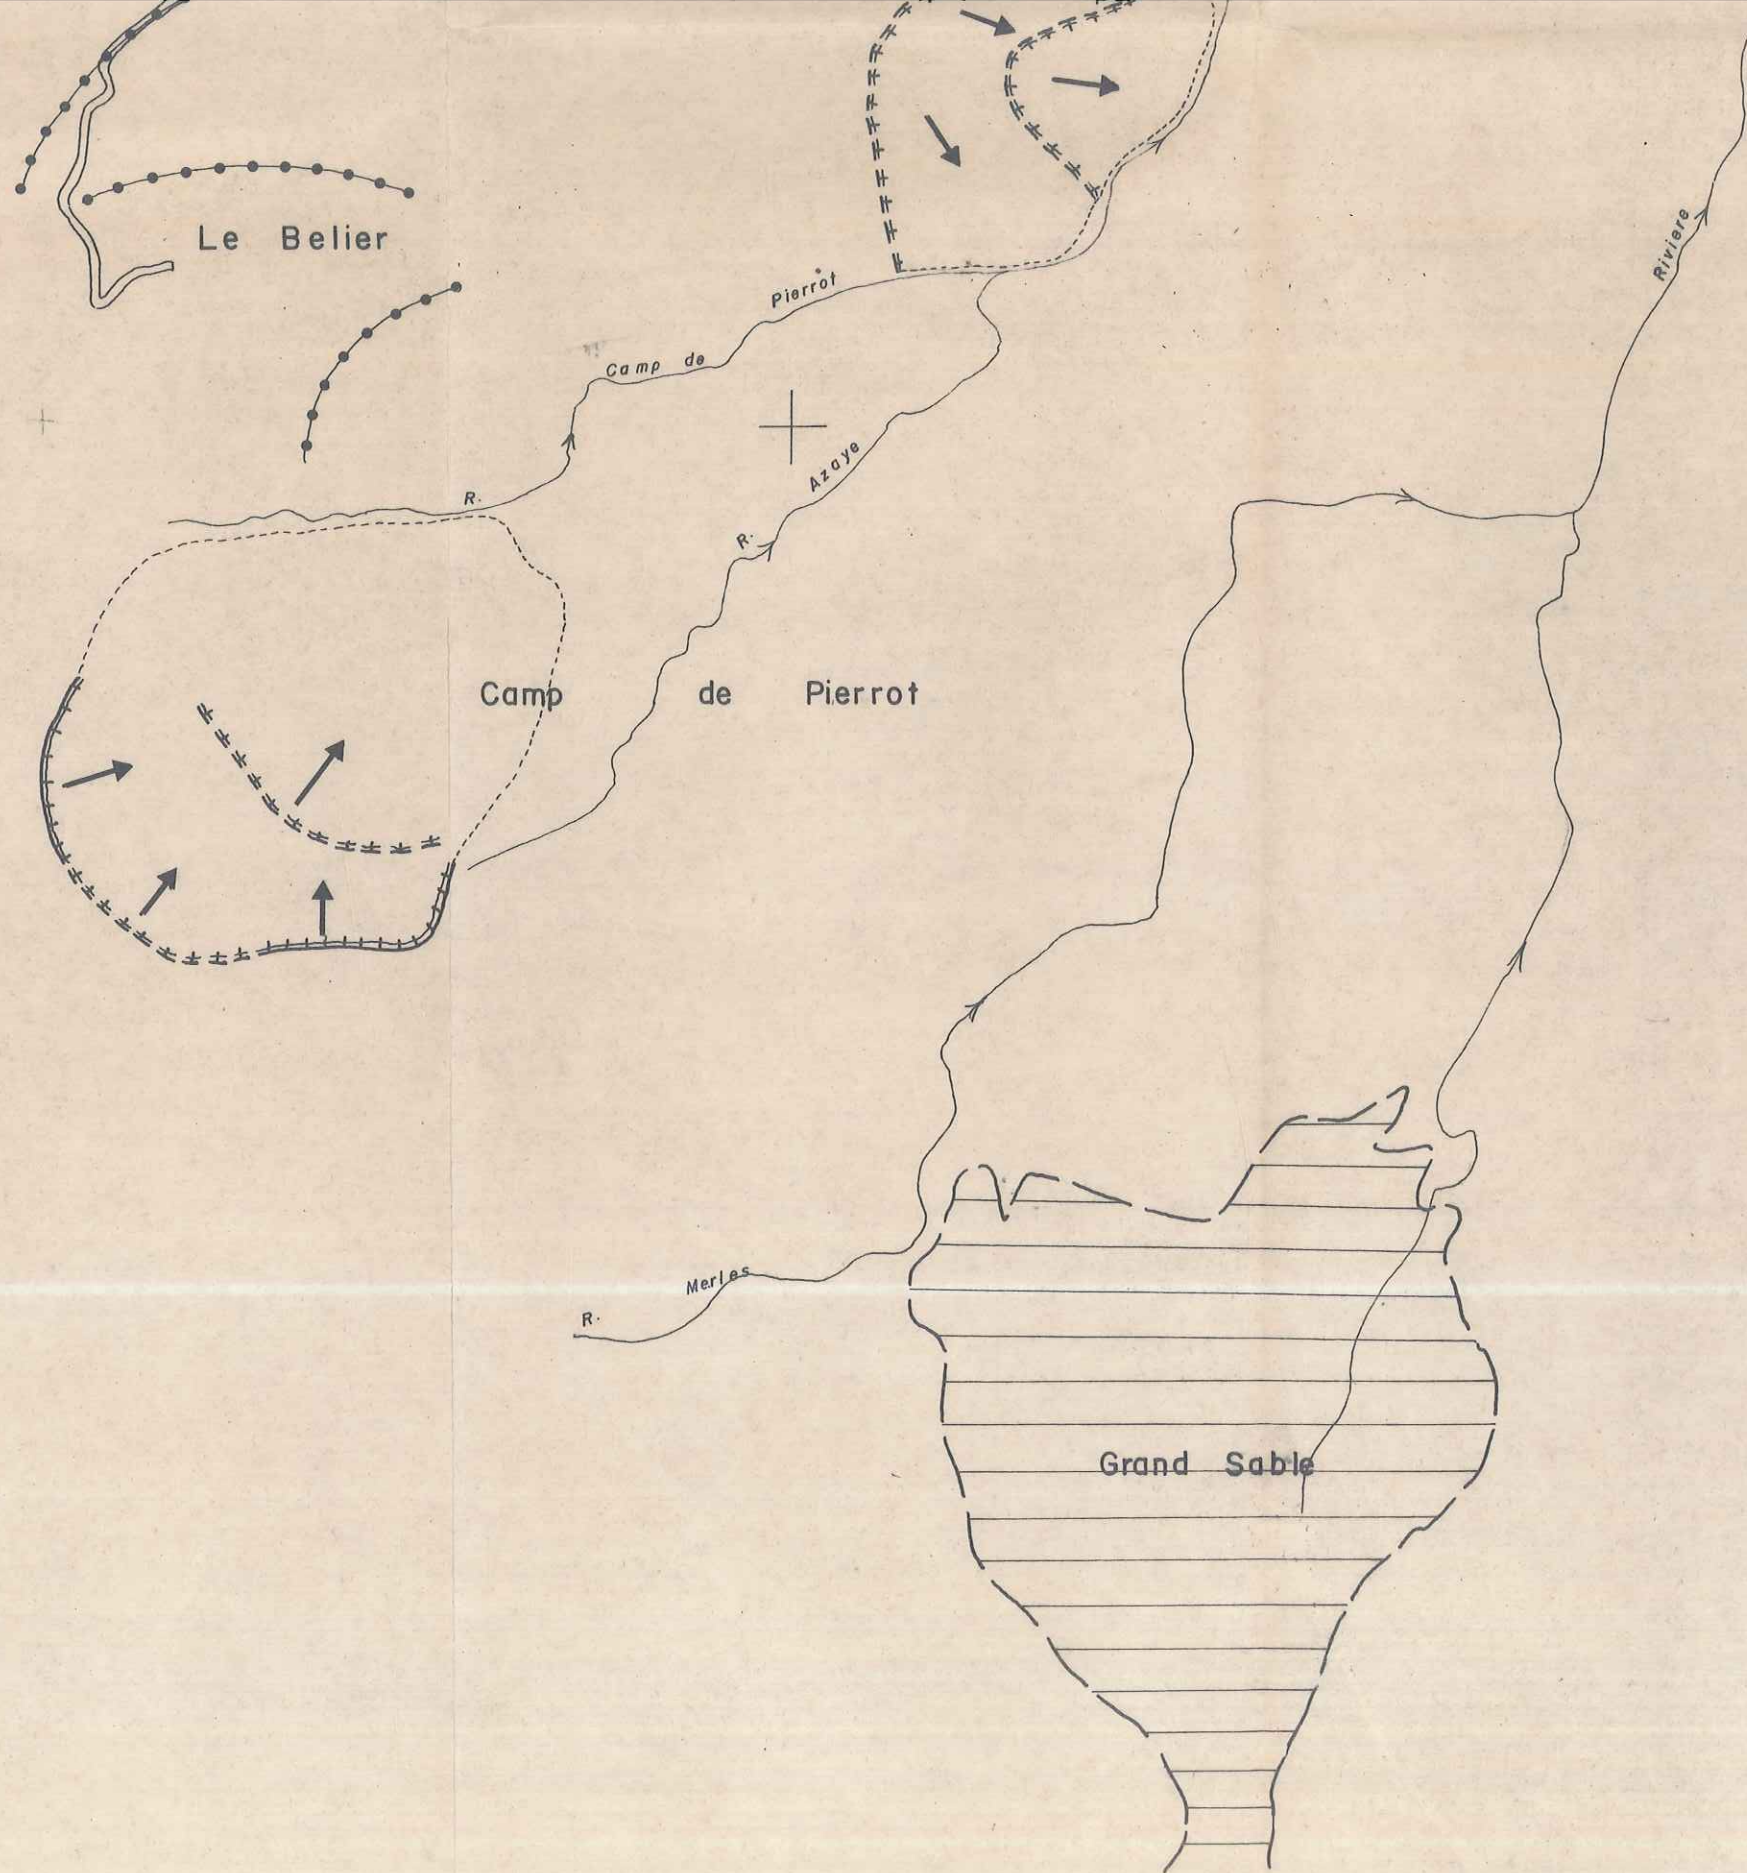 Le Belier
Riviere
R. Camp de Pierrot
R. Azaye
Camp de Pierrot
R. Merles
Grand Sable